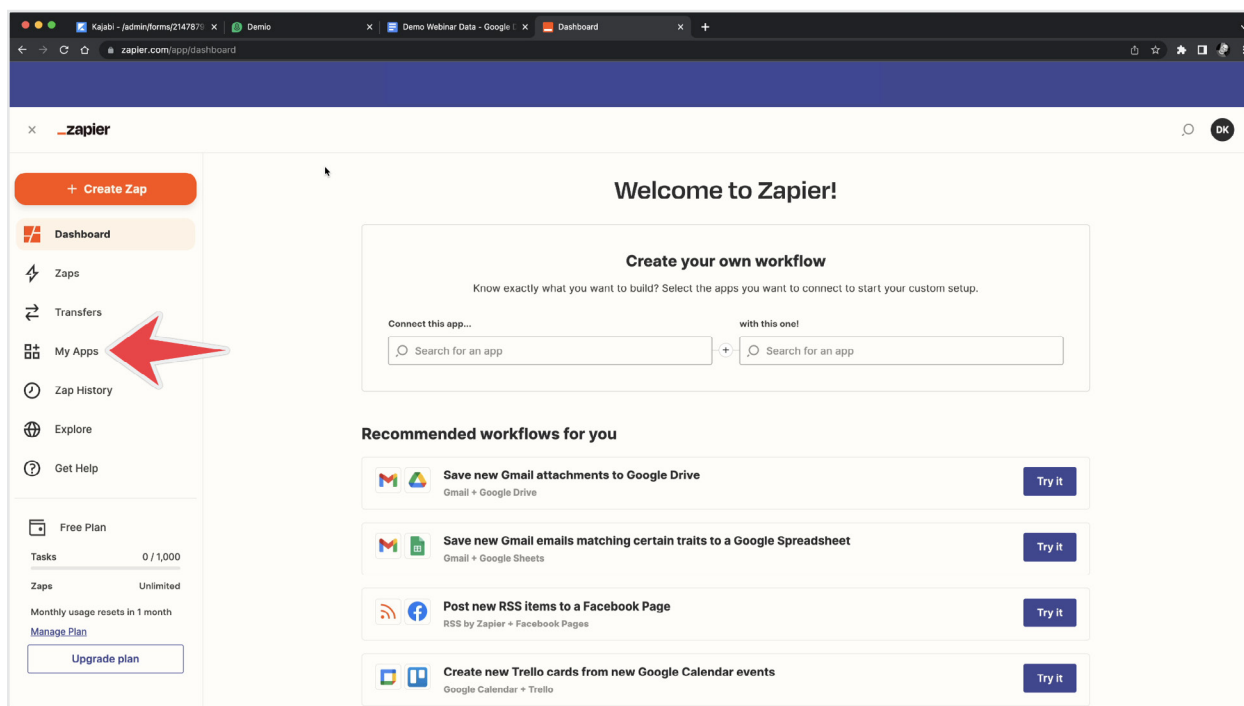 Kajabi - /admin/forms/2147879
Demio
Demo Webinar Data - Google D
Dashboard
zapier.com/app/dashboard
_zapier
DK
+ Create Zap
Dashboard
Zaps
Transfers
My Apps
Zap History
Explore
Get Help
Free Plan
Tasks 0 / 1,000
Zaps Unlimited
Monthly usage resets in 1 month
Manage Plan
Upgrade plan
Welcome to Zapier!
Create your own workflow
Know exactly what you want to build? Select the apps you want to connect to start your custom setup.
Connect this app... with this one!
Search for an app + Search for an app
Recommended workflows for you
Save new Gmail attachments to Google Drive
Gmail + Google Drive
Try it
Save new Gmail emails matching certain traits to a Google Spreadsheet
Gmail + Google Sheets
Try it
Post new RSS items to a Facebook Page
RSS by Zapier + Facebook Pages
Try it
Create new Trello cards from new Google Calendar events
Google Calendar + Trello
Try it